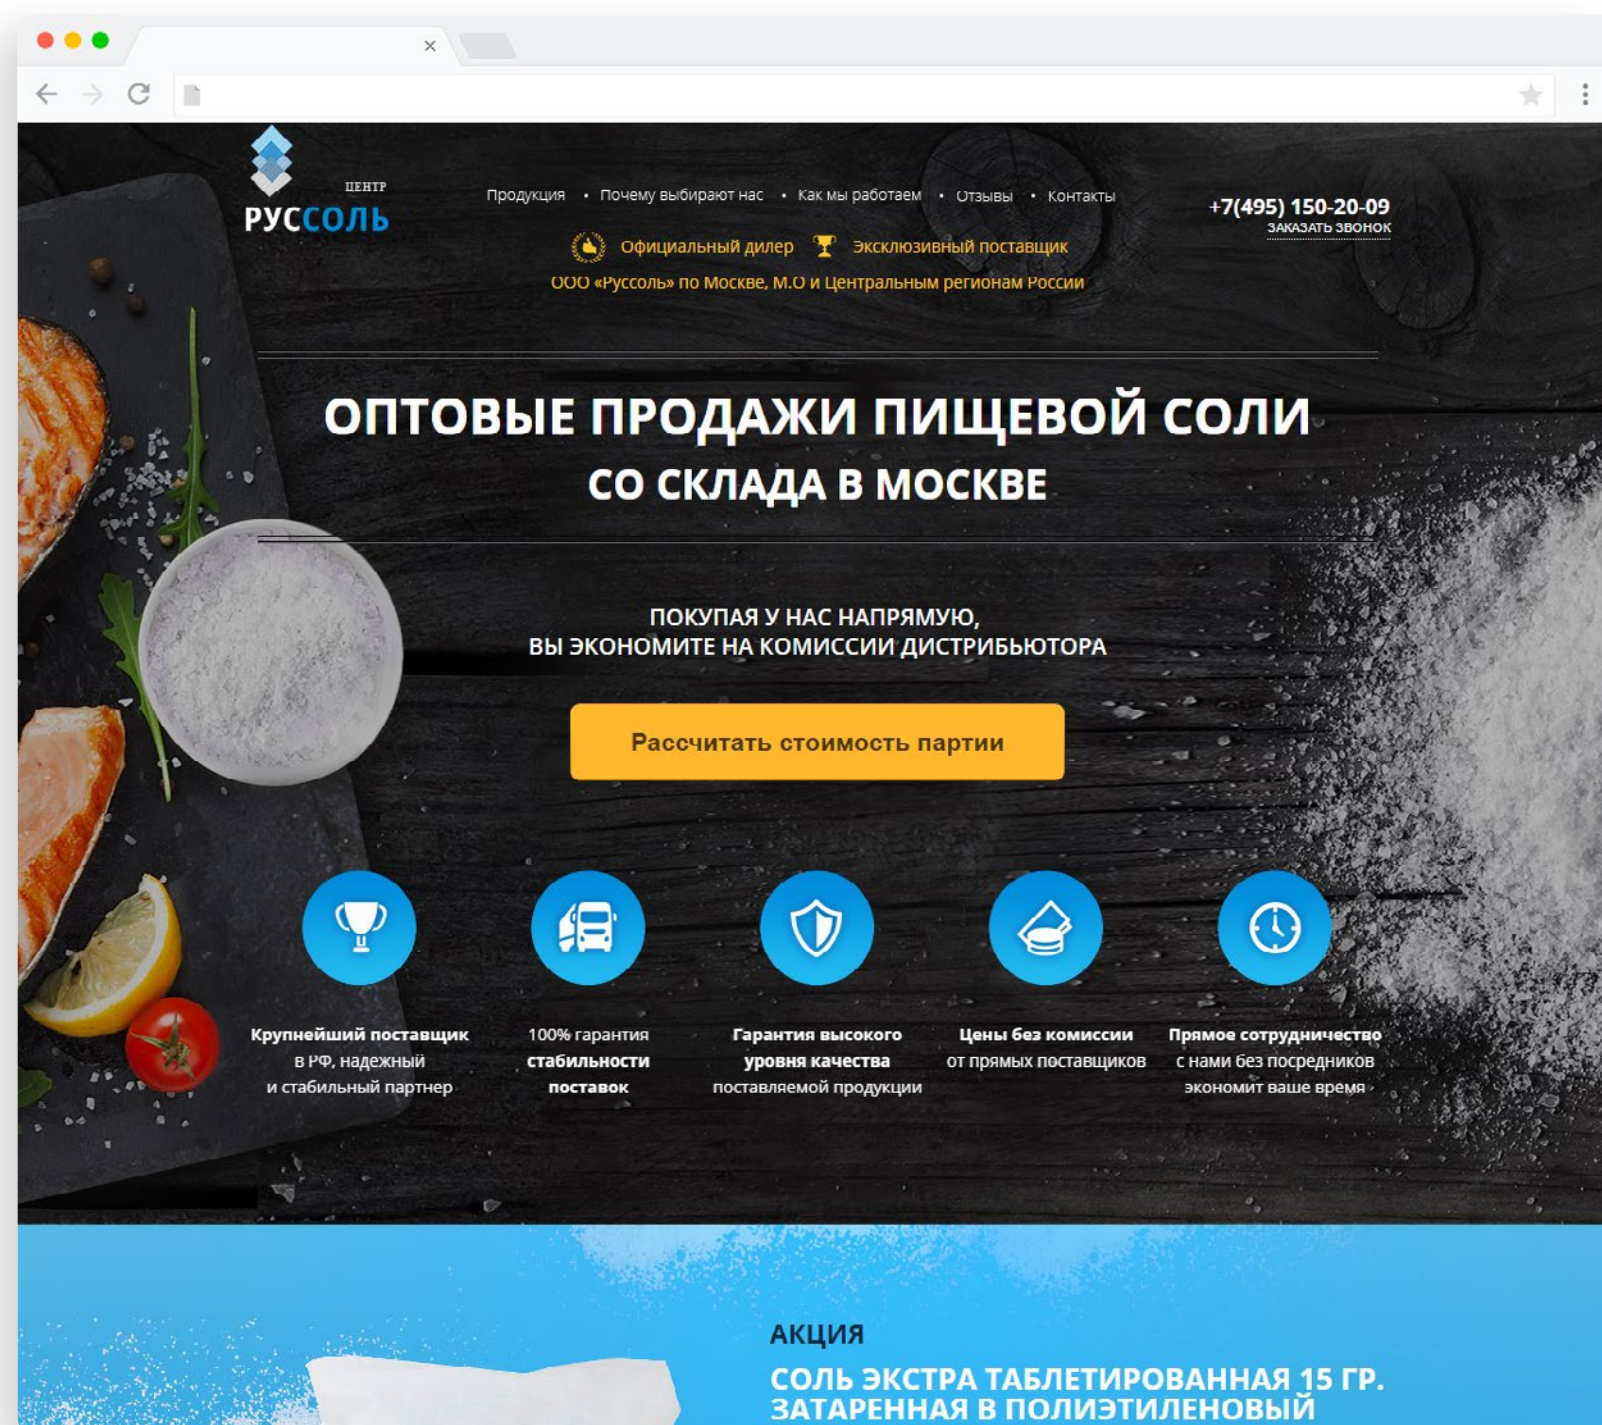 ЦЕНТР
РУССОЛЬ
Продукция • Почему выбирают нас • Как мы работаем • Отзывы • Контакты
+7(495) 150-20-09
ЗАКАЗАТЬ ЗВОНОК
Официальный дилер Эксклюзивный поставщик
ООО «Руссоль» по Москве, М.О и Центральным регионам России
ОПТОВЫЕ ПРОДАЖИ ПИЩЕВОЙ СОЛИ
СО СКЛАДА В МОСКВЕ
ПОКУПАЯ У НАС НАПРЯМУЮ,
ВЫ ЭКОНОМИТЕ НА КОМИССИИ ДИСТРИБЬЮТОРА
Рассчитать стоимость партии
Крупнейший поставщик
в РФ, надежный
и стабильный партнер
100% гарантия
стабильности
поставок
Гарантия высокого
уровня качества
поставляемой продукции
Цены без комиссии
от прямых поставщиков
Прямое сотрудничество
с нами без посредников
экономит ваше время
АКЦИЯ
СОЛЬ ЭКСТРА ТАБЛЕТИРОВАННАЯ 15 ГР.
ЗАТАРЕННАЯ В ПОЛИЭТИЛЕНОВЫЙ